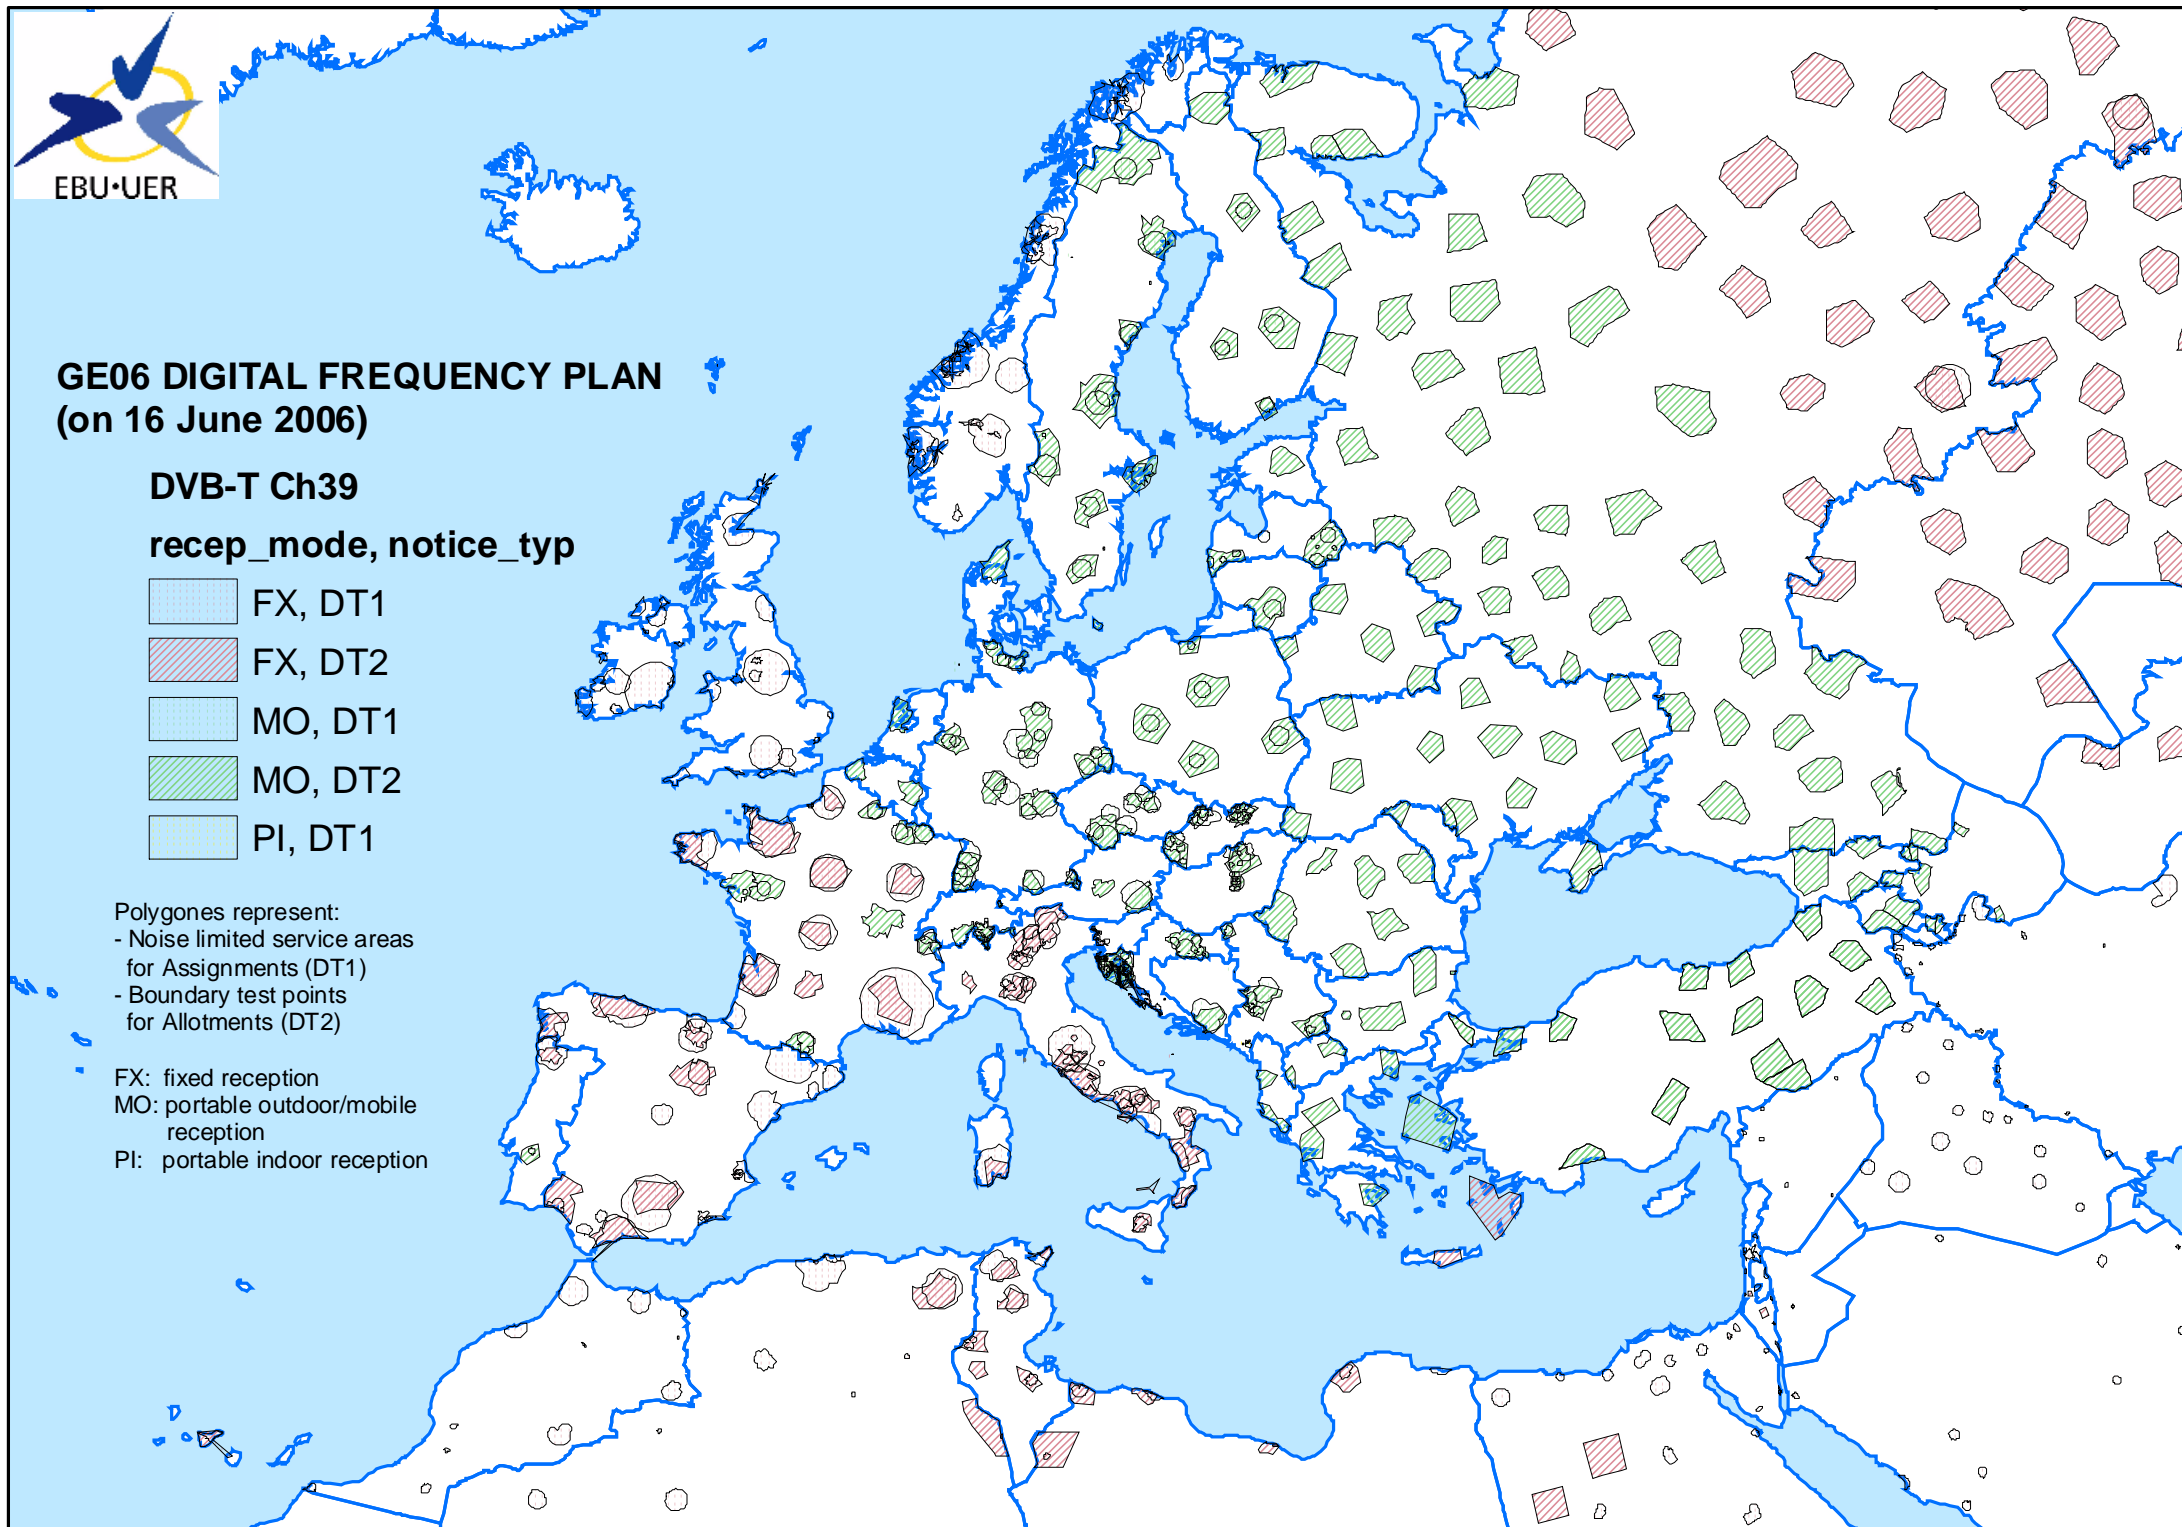 EBU·UER
GE06 DIGITAL FREQUENCY PLAN
(on 16 June 2006)
DVB-T Ch39
recep_mode, notice_typ
FX, DT1
FX, DT2
MO, DT1
MO, DT2
PI, DT1
Polygones represent:
- Noise limited service areas
for Assignments (DT1)
- Boundary test points
for Allotments (DT2)
FX: fixed reception
MO: portable outdoor/mobile
reception
PI: portable indoor reception